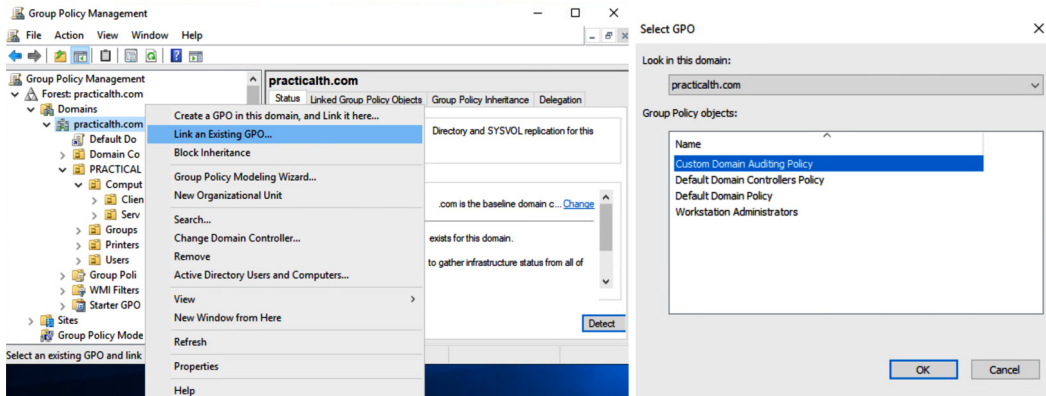 Group Policy Management
File Action View Window Help
Group Policy Management
Forest: practicalth.com
Domains
practicalth.com
Default Do
Domain Co
PRACTICAL
Comput
Clien
Serv
Groups
Printers
Users
Group Poli
WMI Filters
Starter GPO
Sites
Group Policy Mode
Select an existing GPO and link
practicalth.com
Status Linked Group Policy Objects Group Policy Inheritance Delegation
Directory and SYSVOL replication for this
.com is the baseline domain c... Change
exists for this domain.
to gather infrastructure status from all of
Detect
Create a GPO in this domain, and Link it here...
Link an Existing GPO...
Block Inheritance
Group Policy Modeling Wizard...
New Organizational Unit
Search...
Change Domain Controller...
Remove
Active Directory Users and Computers...
View
New Window from Here
Refresh
Properties
Help
Select GPO
Look in this domain:
practicalth.com
Group Policy objects:
Name
Custom Domain Auditing Policy
Default Domain Controllers Policy
Default Domain Policy
Workstation Administrators
OK Cancel